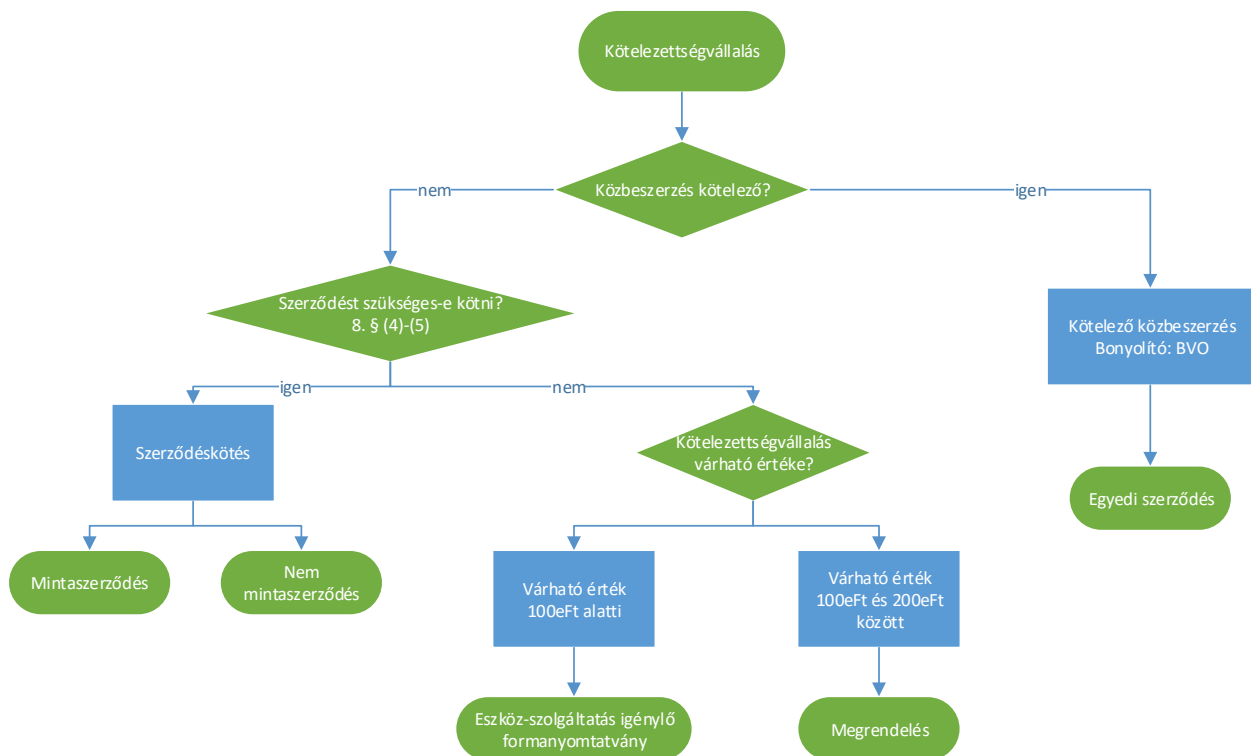 Kötelezettségvállalás
Közbeszerzés kötelező?
nem
igen
Szerződést szükséges-e kötni?
8. § (4)-(5)
Kötelező közbeszerzés
Bonyolító: BVO
igen
nem
Szerződéskötés
Kötelezettségvállalás
várható értéke?
Egyedi szerződés
Mintaszerződés
Nem
mintaszerződés
Várható érték
100eFt alatti
Várható érték
100eFt és 200eFt
között
Eszköz-szolgáltatás igénylő
formanyomtatvány
Megrendelés